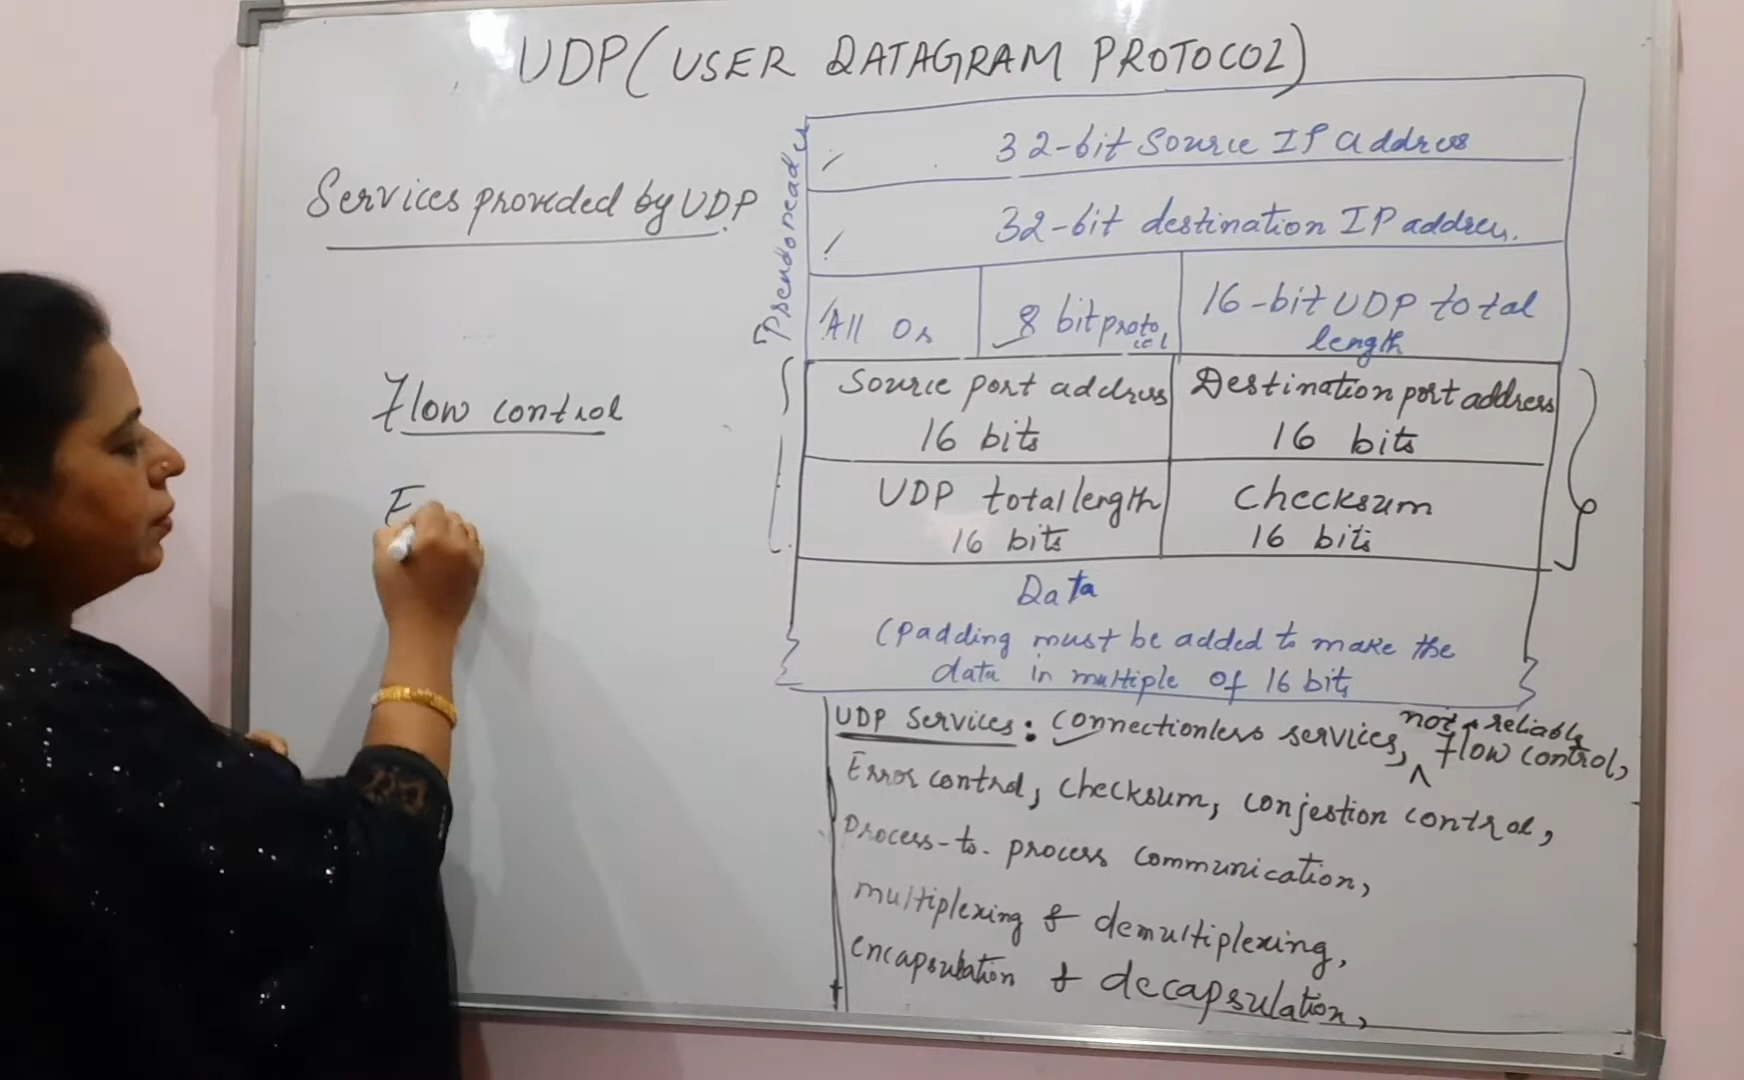 UDP (USER DATAGRAM PROTOCOL)
Services provided by UDP.
Flow control
E
Pseudoheader
32-bit Source IP address
32-bit destination IP address.
All 0s
8 bit protocol
16-bit UDP total
length
Source port address
16 bits
Destination port address
16 bits
UDP total length
16 bits
Checksum
16 bits
Data
(Padding must be added to make the
data in multiple of 16 bits
UDP Services: Connectionless services, not reliable, Flow control,
Error control, checksum, conjestion control,
Process-to-process communication,
multiplexing & demultiplexing,
encapsulation & decapsulation,